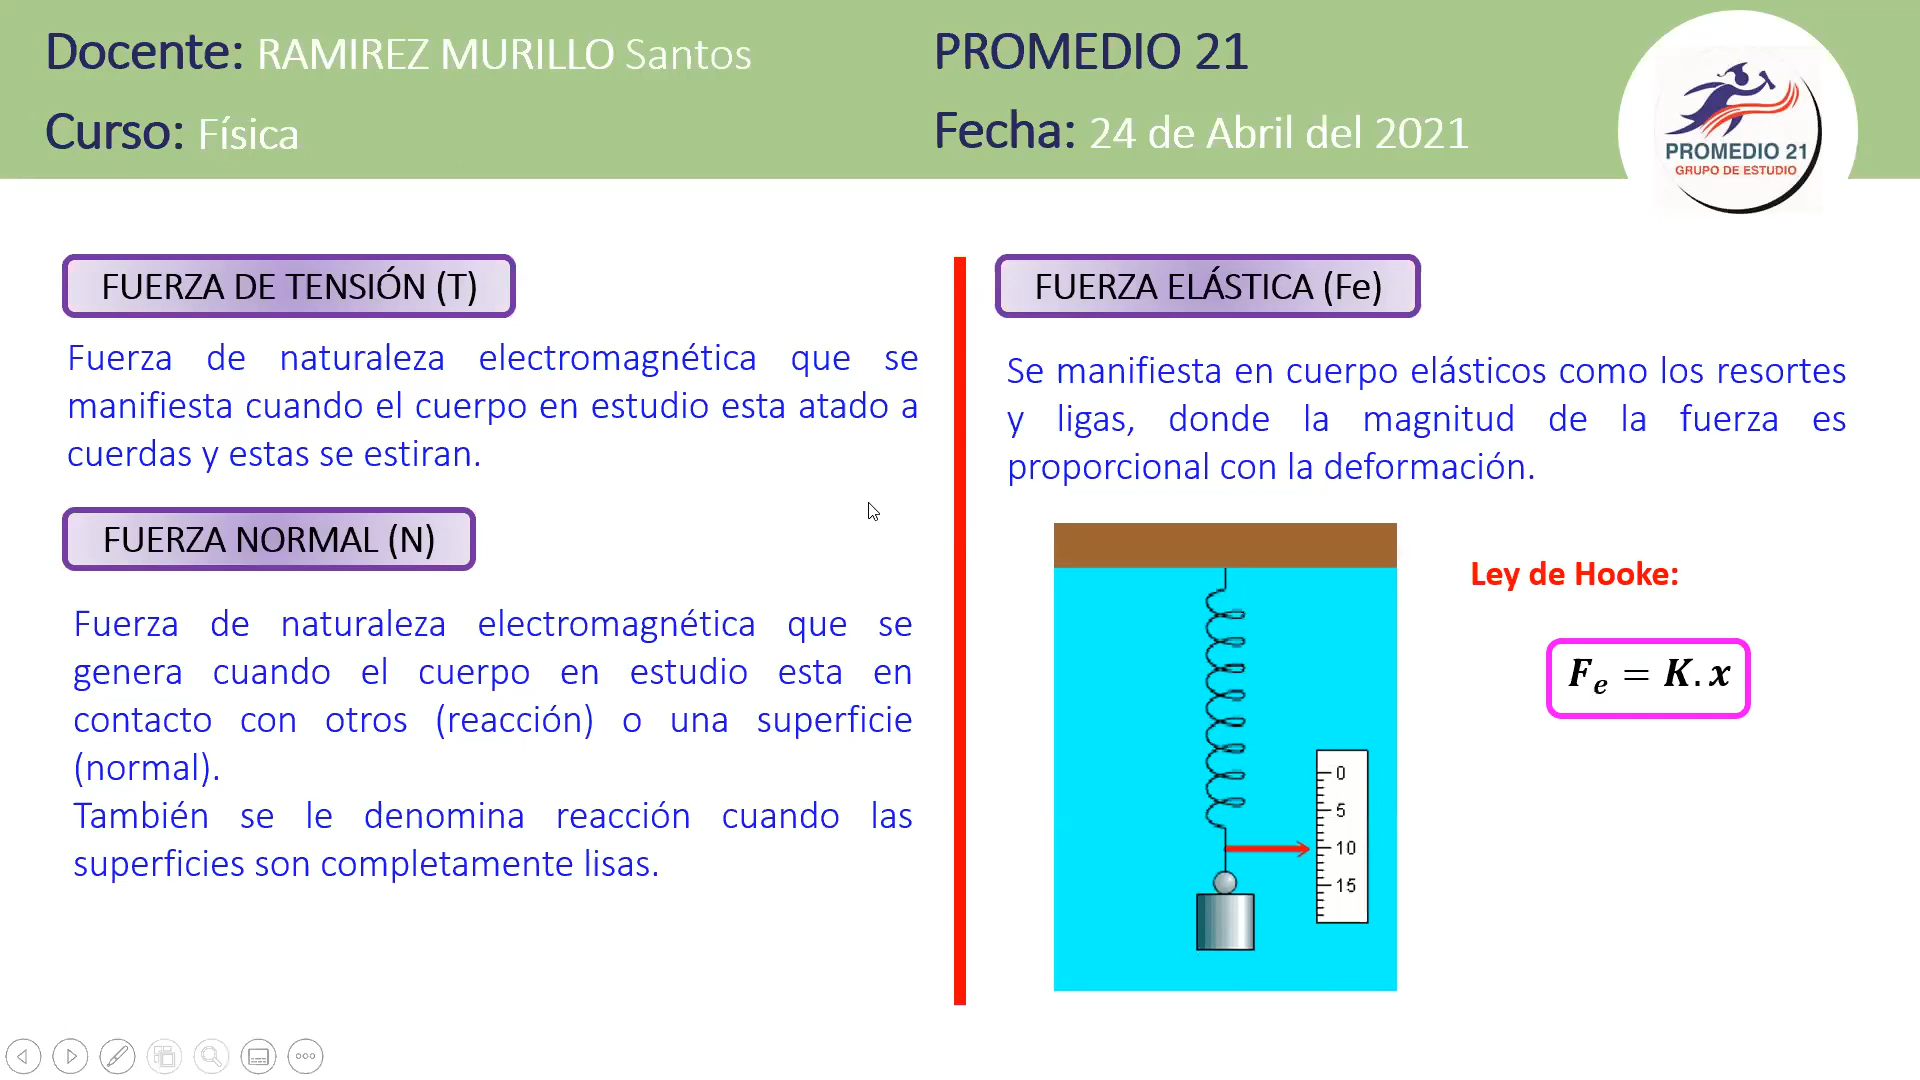 Docente: RAMIREZ MURILLO Santos
PROMEDIO 21
Curso: Física
Fecha: 24 de Abril del 2021
PROMEDIO 21
GRUPO DE ESTUDIO
FUERZA DE TENSIÓN (T)
Fuerza de naturaleza electromagnética que se
manifiesta cuando el cuerpo en estudio esta atado a
cuerdas y estas se estiran.
FUERZA NORMAL (N)
Fuerza de naturaleza electromagnética que se
genera cuando el cuerpo en estudio esta en
contacto con otros (reacción) o una superficie
(normal).
También se le denomina reacción cuando las
superficies son completamente lisas.
FUERZA ELÁSTICA (Fe)
Se manifiesta en cuerpo elásticos como los resortes
y ligas, donde la magnitud de la fuerza es
proporcional con la deformación.
Ley de Hooke:
Fₑ = K.x
0
5
10
15